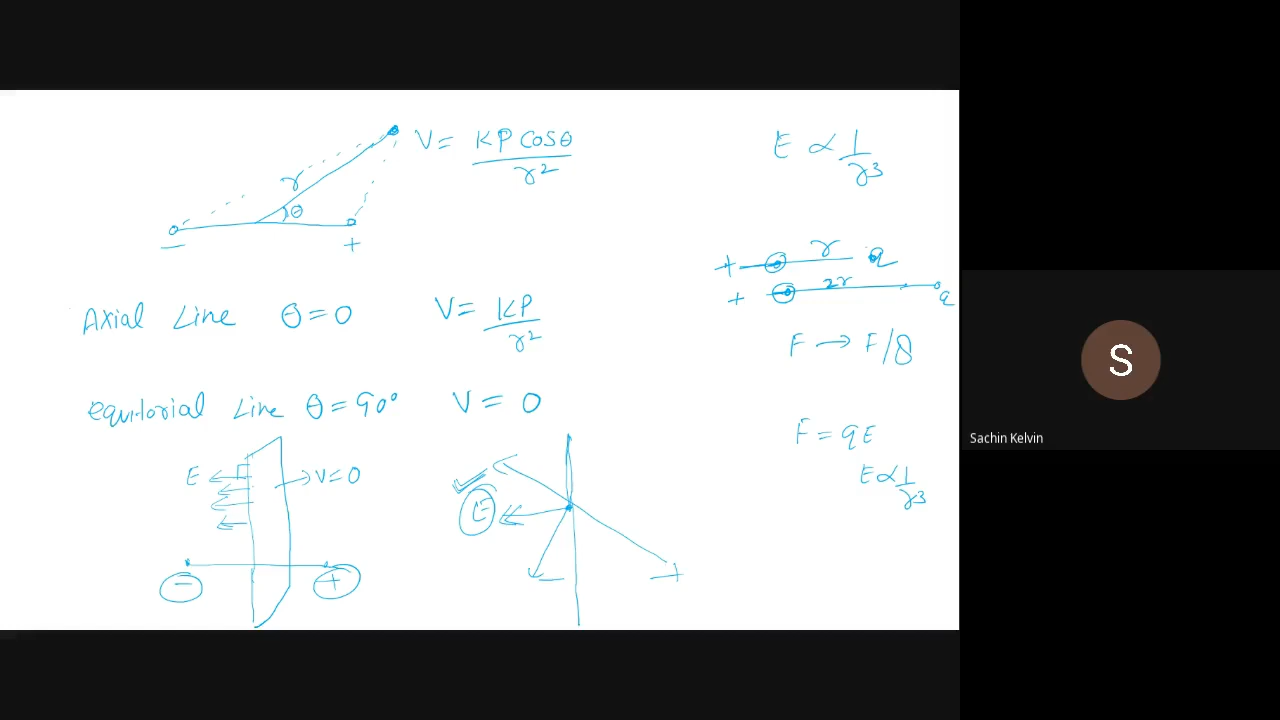 V = KP cosθ / r²
r
θ
− +
Axial Line θ = 0 V = KP / r²
equitorial Line θ = 90° V = 0
E V = 0
− +
E
− +
E ∝ 1 / r³
+ r q
+ 2r q
F → F/8
F = qE
E ∝ 1 / r³
S
Sachin Kelvin